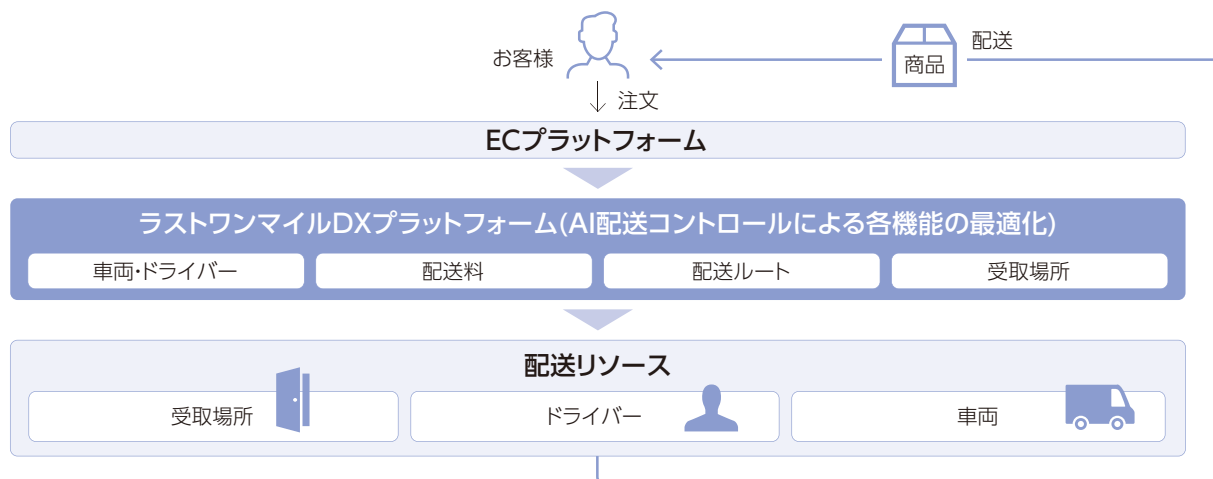 お客様
商品
配送
注文
ECプラットフォーム
ラストワンマイルDXプラットフォーム(AI配送コントロールによる各機能の最適化)
車両・ドライバー
配送料
配送ルート
受取場所
配送リソース
受取場所
ドライバー
車両